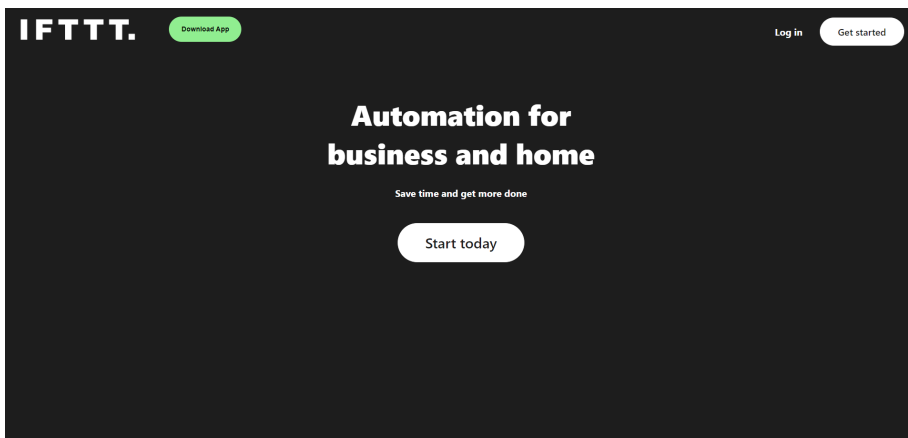 IFTTT.
Download App
Log in
Get started
Automation for
business and home
Save time and get more done
Start today